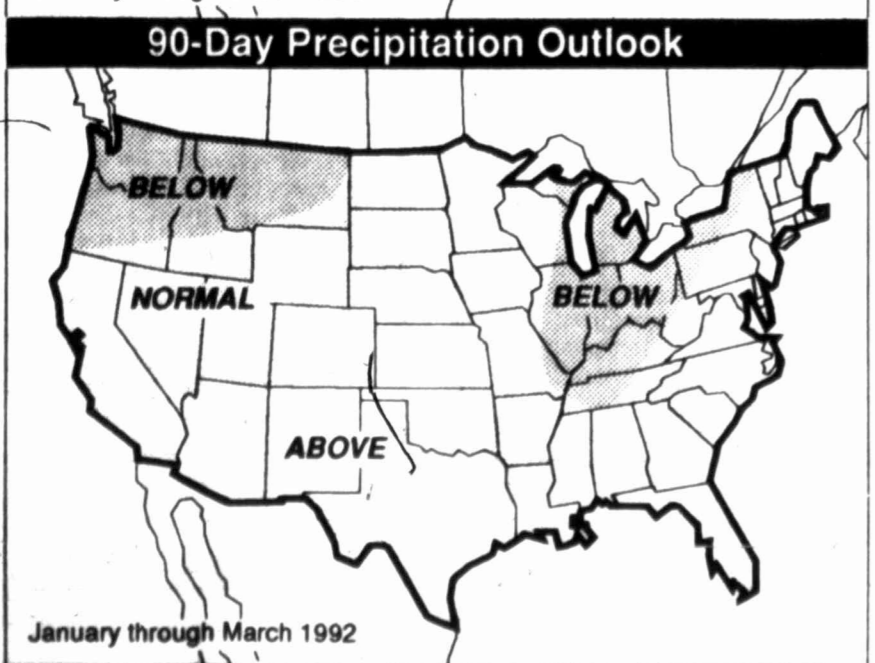 90-Day Precipitation Outlook
BELOW
NORMAL
BELOW
ABOVE
January through March 1992